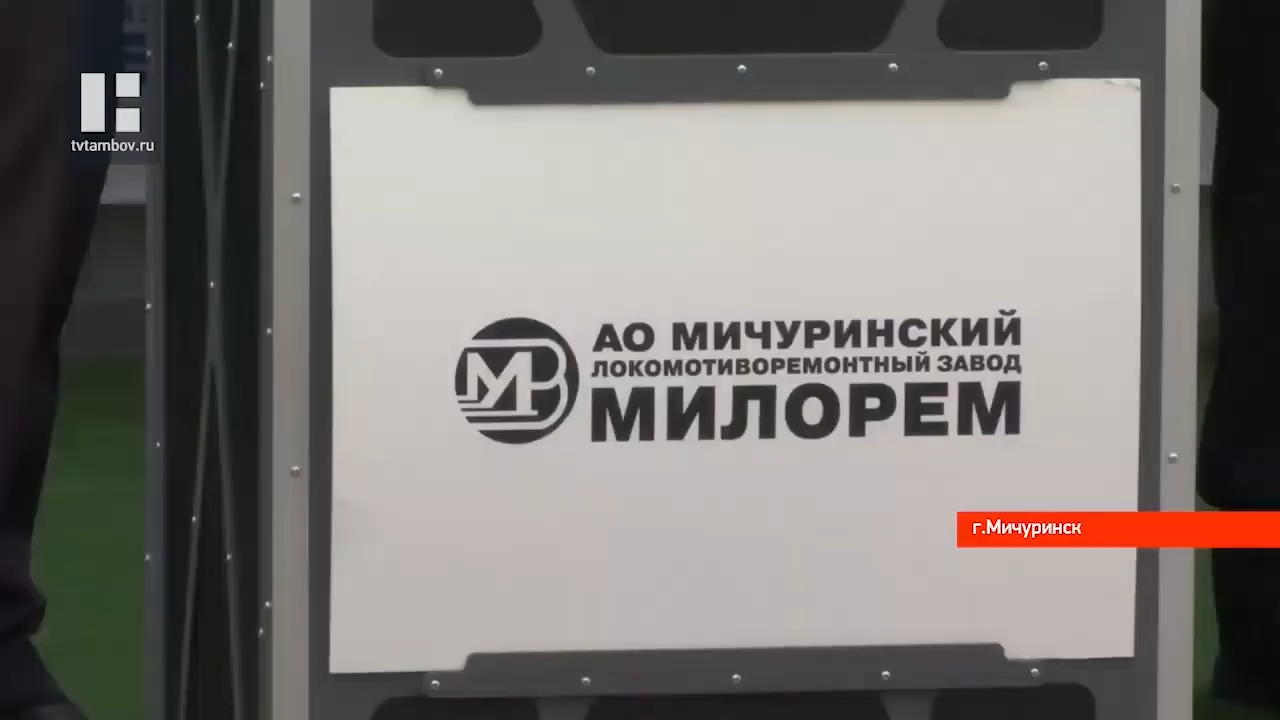 tvtambov.ru
АО МИЧУРИНСКИЙ
ЛОКОМОТИВОРЕМОНТНЫЙ ЗАВОД
МИЛОРЕМ
г.Мичуринск